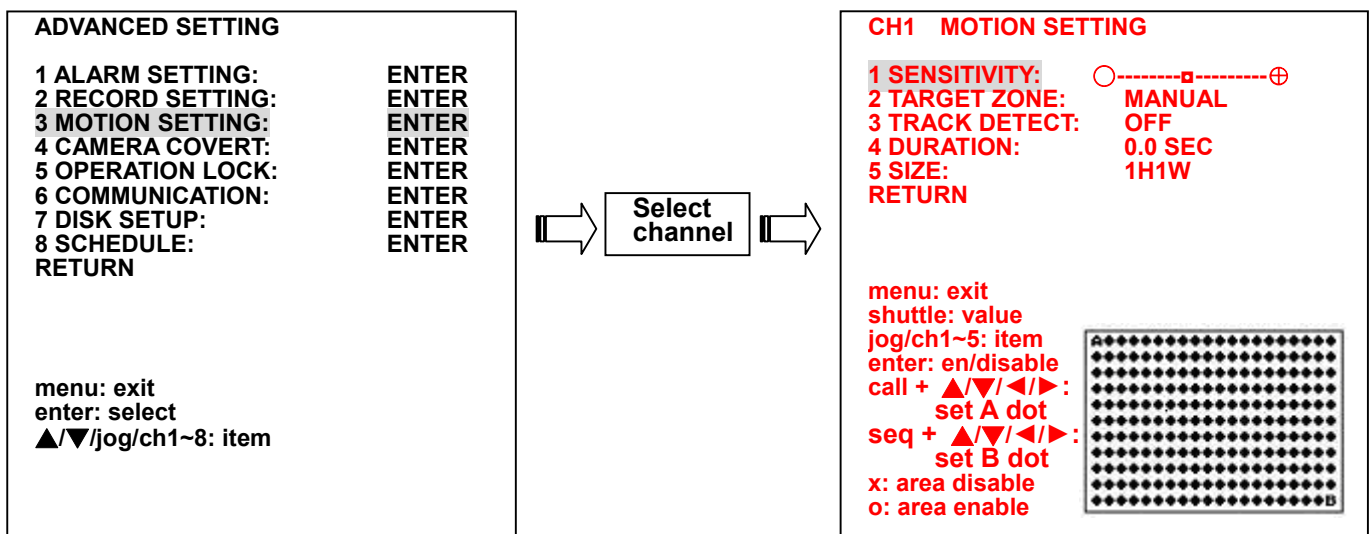 ADVANCED SETTING
1 ALARM SETTING: ENTER
2 RECORD SETTING: ENTER
3 MOTION SETTING: ENTER
4 CAMERA COVERT: ENTER
5 OPERATION LOCK: ENTER
6 COMMUNICATION: ENTER
7 DISK SETUP: ENTER
8 SCHEDULE: ENTER
RETURN
menu: exit
enter: select
▲/▼/jog/ch1~8: item
Select
channel
CH1 MOTION SETTING
1 SENSITIVITY:
2 TARGET ZONE: MANUAL
3 TRACK DETECT: OFF
4 DURATION: 0.0 SEC
5 SIZE: 1H1W
RETURN
menu: exit
shuttle: value
jog/ch1~5: item
enter: en/disable
call + ▲/▼/◄/►:
set A dot
seq + ▲/▼/◄/►:
set B dot
x: area disable
o: area enable
A
B